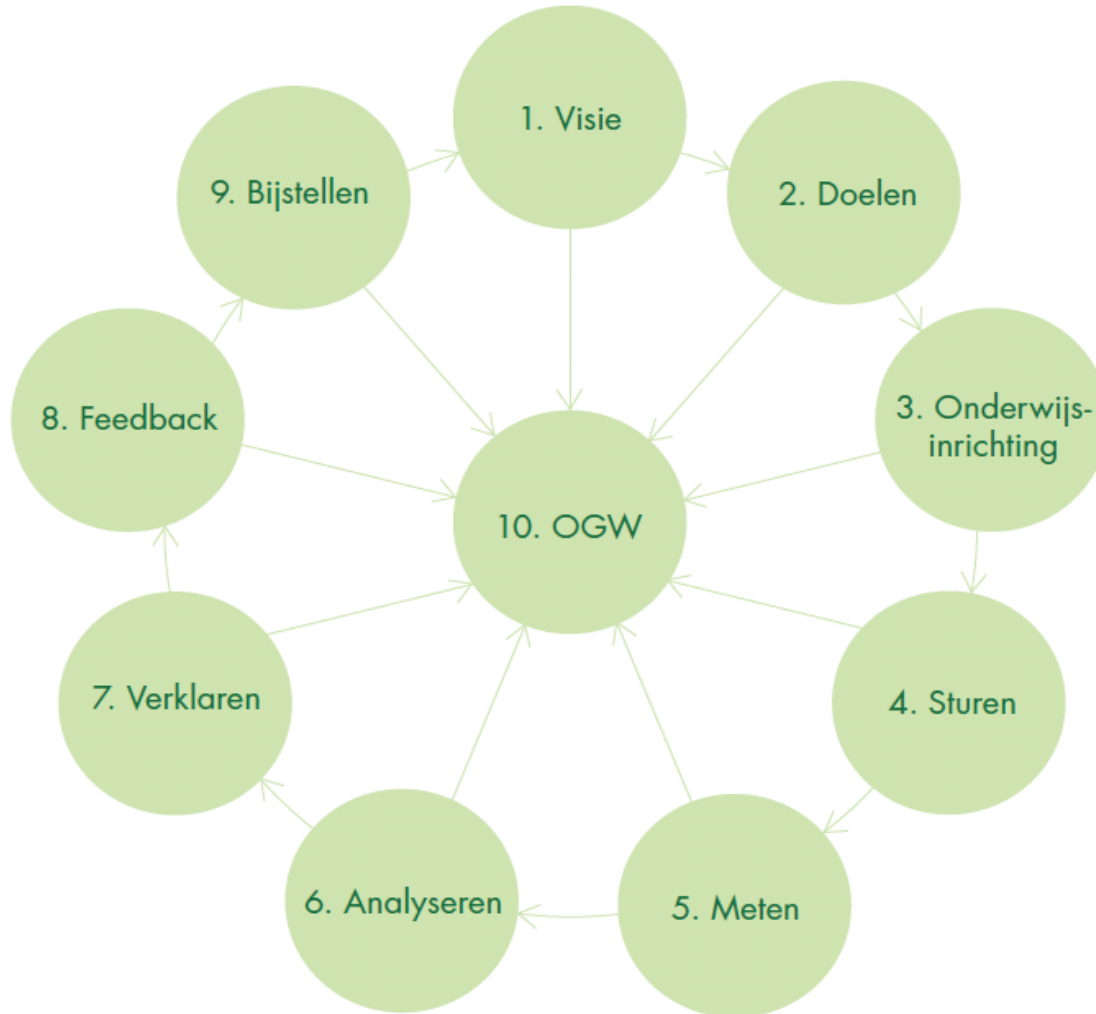 1. Visie
2. Doelen
3. Onderwijs-
inrichting
4. Sturen
5. Meten
6. Analyseren
7. Verklaren
8. Feedback
9. Bijstellen
10. OGW